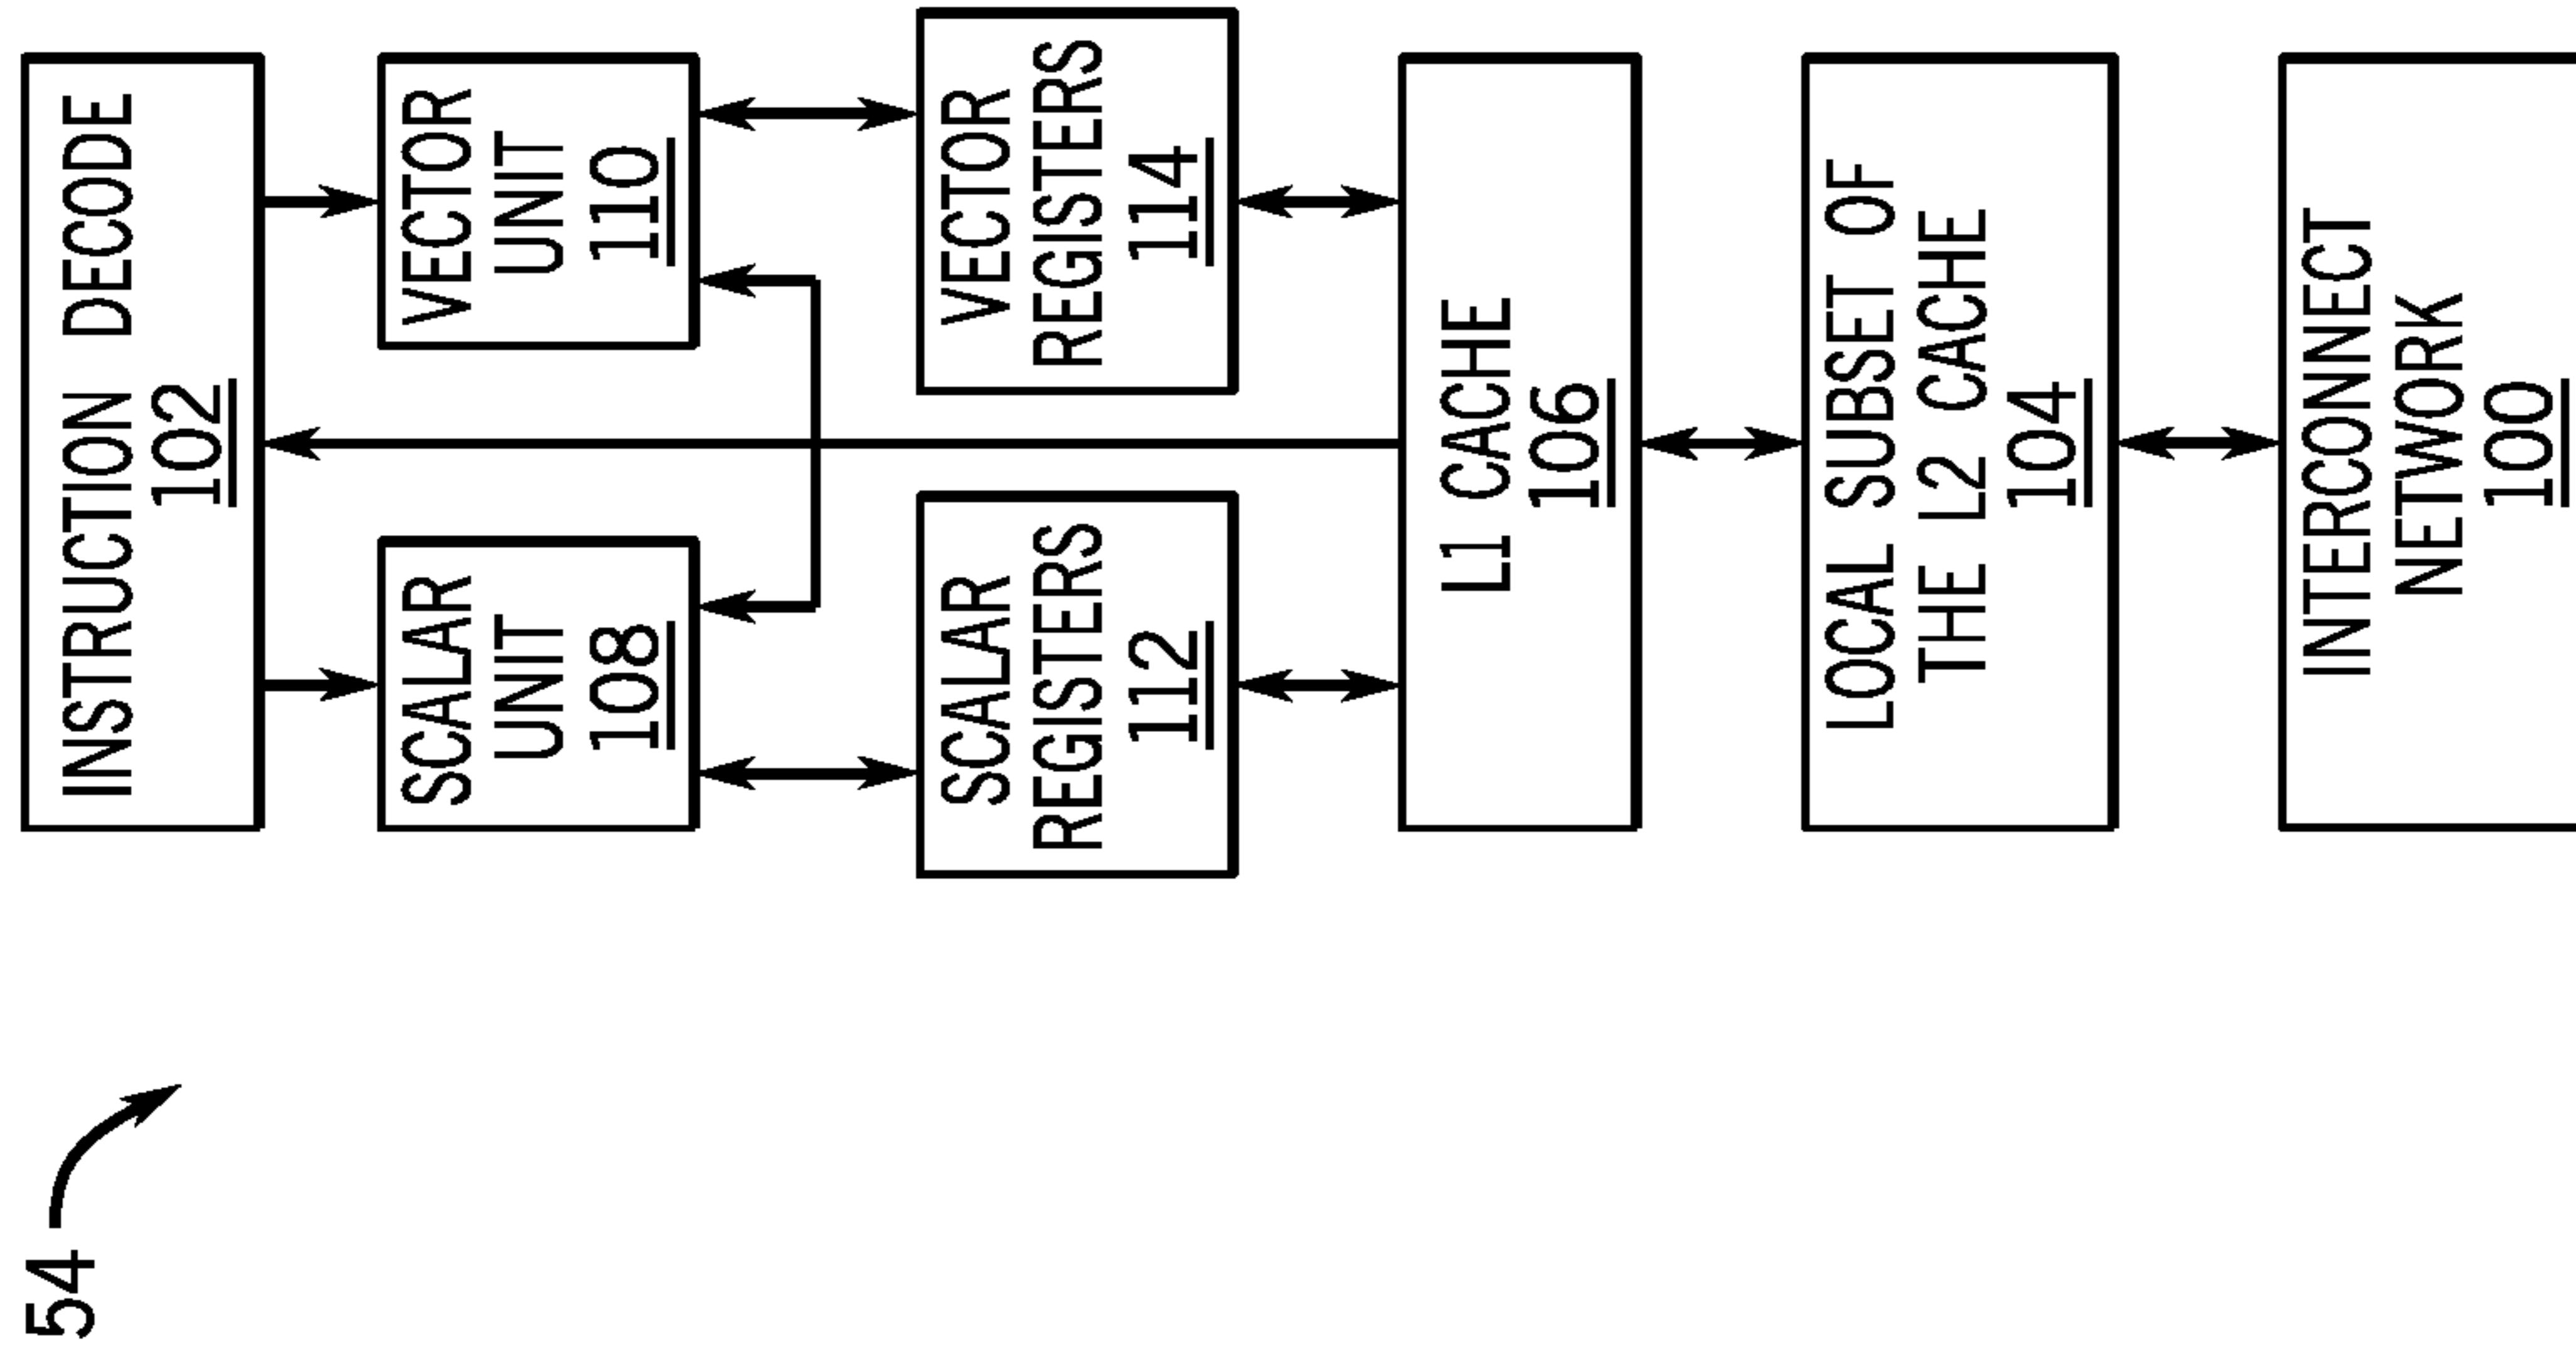 54
INSTRUCTION DECODE
102
SCALAR
UNIT
108
VECTOR
UNIT
110
SCALAR
REGISTERS
112
VECTOR
REGISTERS
114
L1 CACHE
106
LOCAL SUBSET OF
THE L2 CACHE
104
INTERCONNECT
NETWORK
100